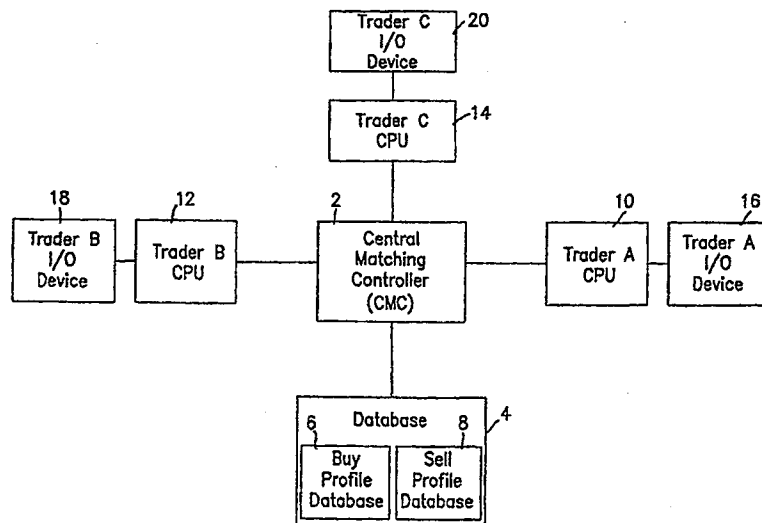 Trader C
I/O
Device
20
Trader C
CPU
14
18
Trader B
I/O
Device
12
Trader B
CPU
2
Central
Matching
Controller
(CMC)
10
Trader A
CPU
16
Trader A
I/O
Device
Database
4
6
Buy
Profile
Database
8
Sell
Profile
Database